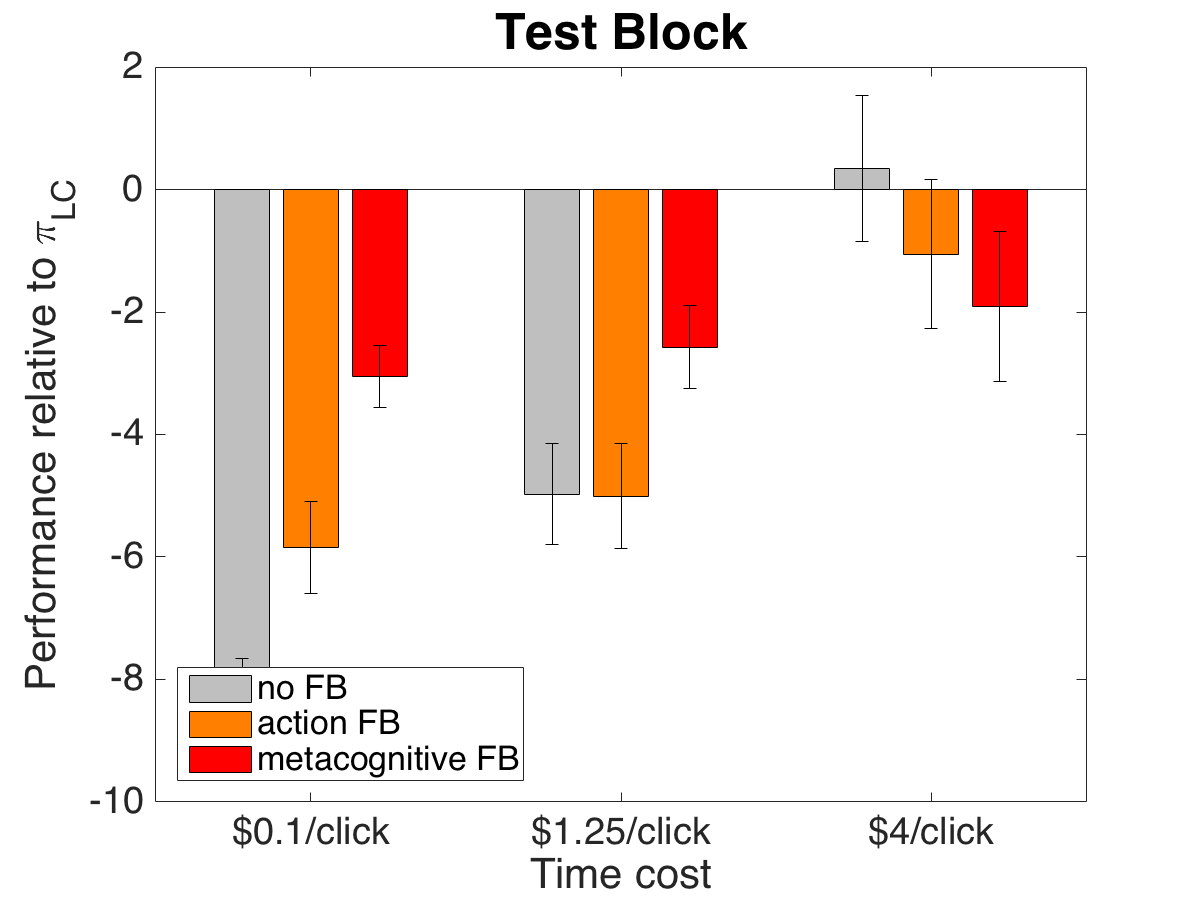 Test Block
Performance relative to π_LC
2
0
-2
-4
-6
-8
-10
no FB
action FB
metacognitive FB
$0.1/click
$1.25/click
$4/click
Time cost